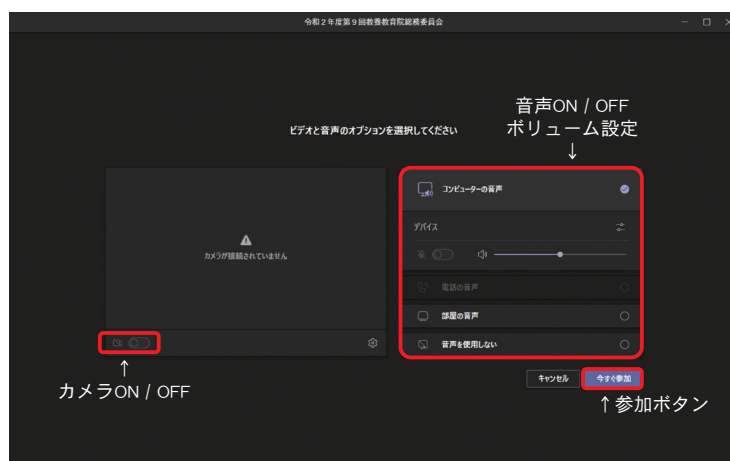 令和２年度第９回教養教育院総務委員会
音声ON / OFF
ボリューム設定
↓
ビデオと音声のオプションを選択してください
コンピューターの音声
デバイス
カメラが接続されていません
電話の音声
部屋の音声
音声を使用しない
↑
カメラON / OFF
キャンセル
今すぐ参加
↑参加ボタン